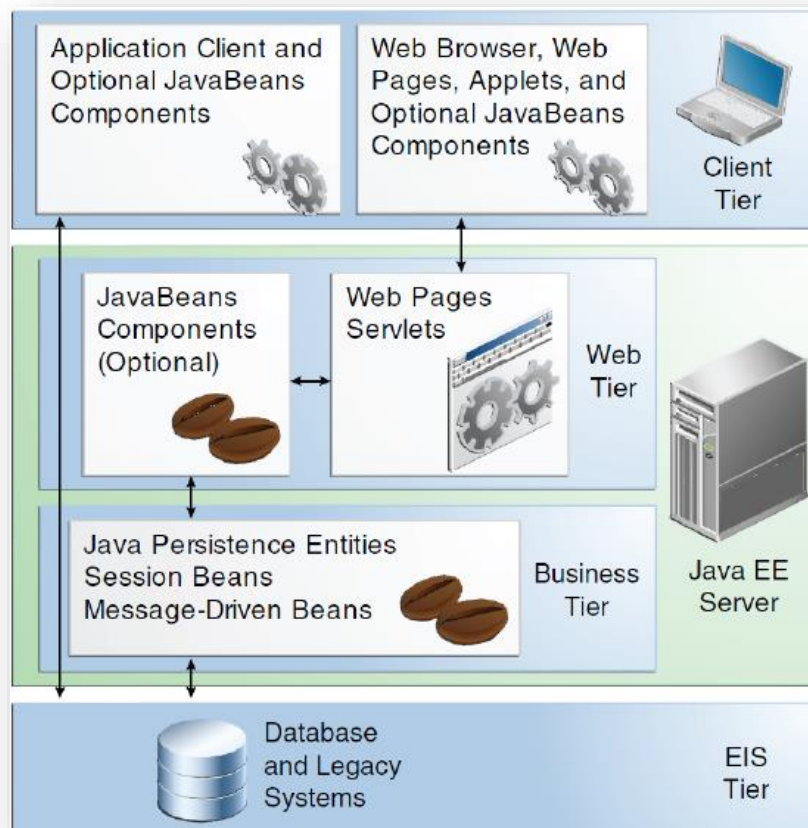 Application Client and
Optional JavaBeans
Components
Web Browser, Web
Pages, Applets, and
Optional JavaBeans
Components
Client
Tier
JavaBeans
Components
(Optional)
Web Pages
Servlets
Web
Tier
Java Persistence Entities
Session Beans
Message-Driven Beans
Business
Tier
Java EE
Server
Database
and Legacy
Systems
EIS
Tier